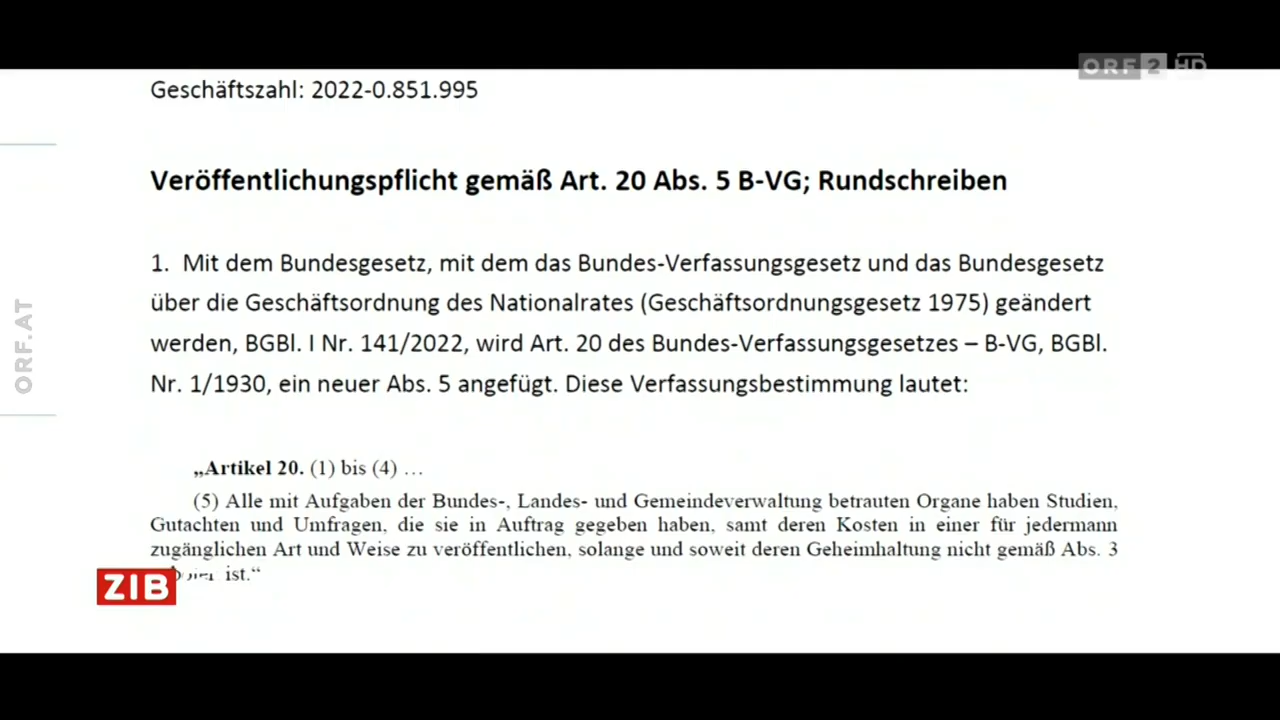 ORF 2 HD
Geschäftszahl: 2022-0.851.995
Veröffentlichungspflicht gemäß Art. 20 Abs. 5 B-VG; Rundschreiben
1. Mit dem Bundesgesetz, mit dem das Bundes-Verfassungsgesetz und das Bundesgesetz
über die Geschäftsordnung des Nationalrates (Geschäftsordnungsgesetz 1975) geändert
werden, BGBl. I Nr. 141/2022, wird Art. 20 des Bundes-Verfassungsgesetzes – B-VG, BGBl.
Nr. 1/1930, ein neuer Abs. 5 angefügt. Diese Verfassungsbestimmung lautet:
ORF.AT
„Artikel 20. (1) bis (4) …
(5) Alle mit Aufgaben der Bundes-, Landes- und Gemeindeverwaltung betrauten Organe haben Studien,
Gutachten und Umfragen, die sie in Auftrag gegeben haben, samt deren Kosten in einer für jedermann
zugänglichen Art und Weise zu veröffentlichen, solange und soweit deren Geheimhaltung nicht gemäß Abs. 3
ist.“
ZIB